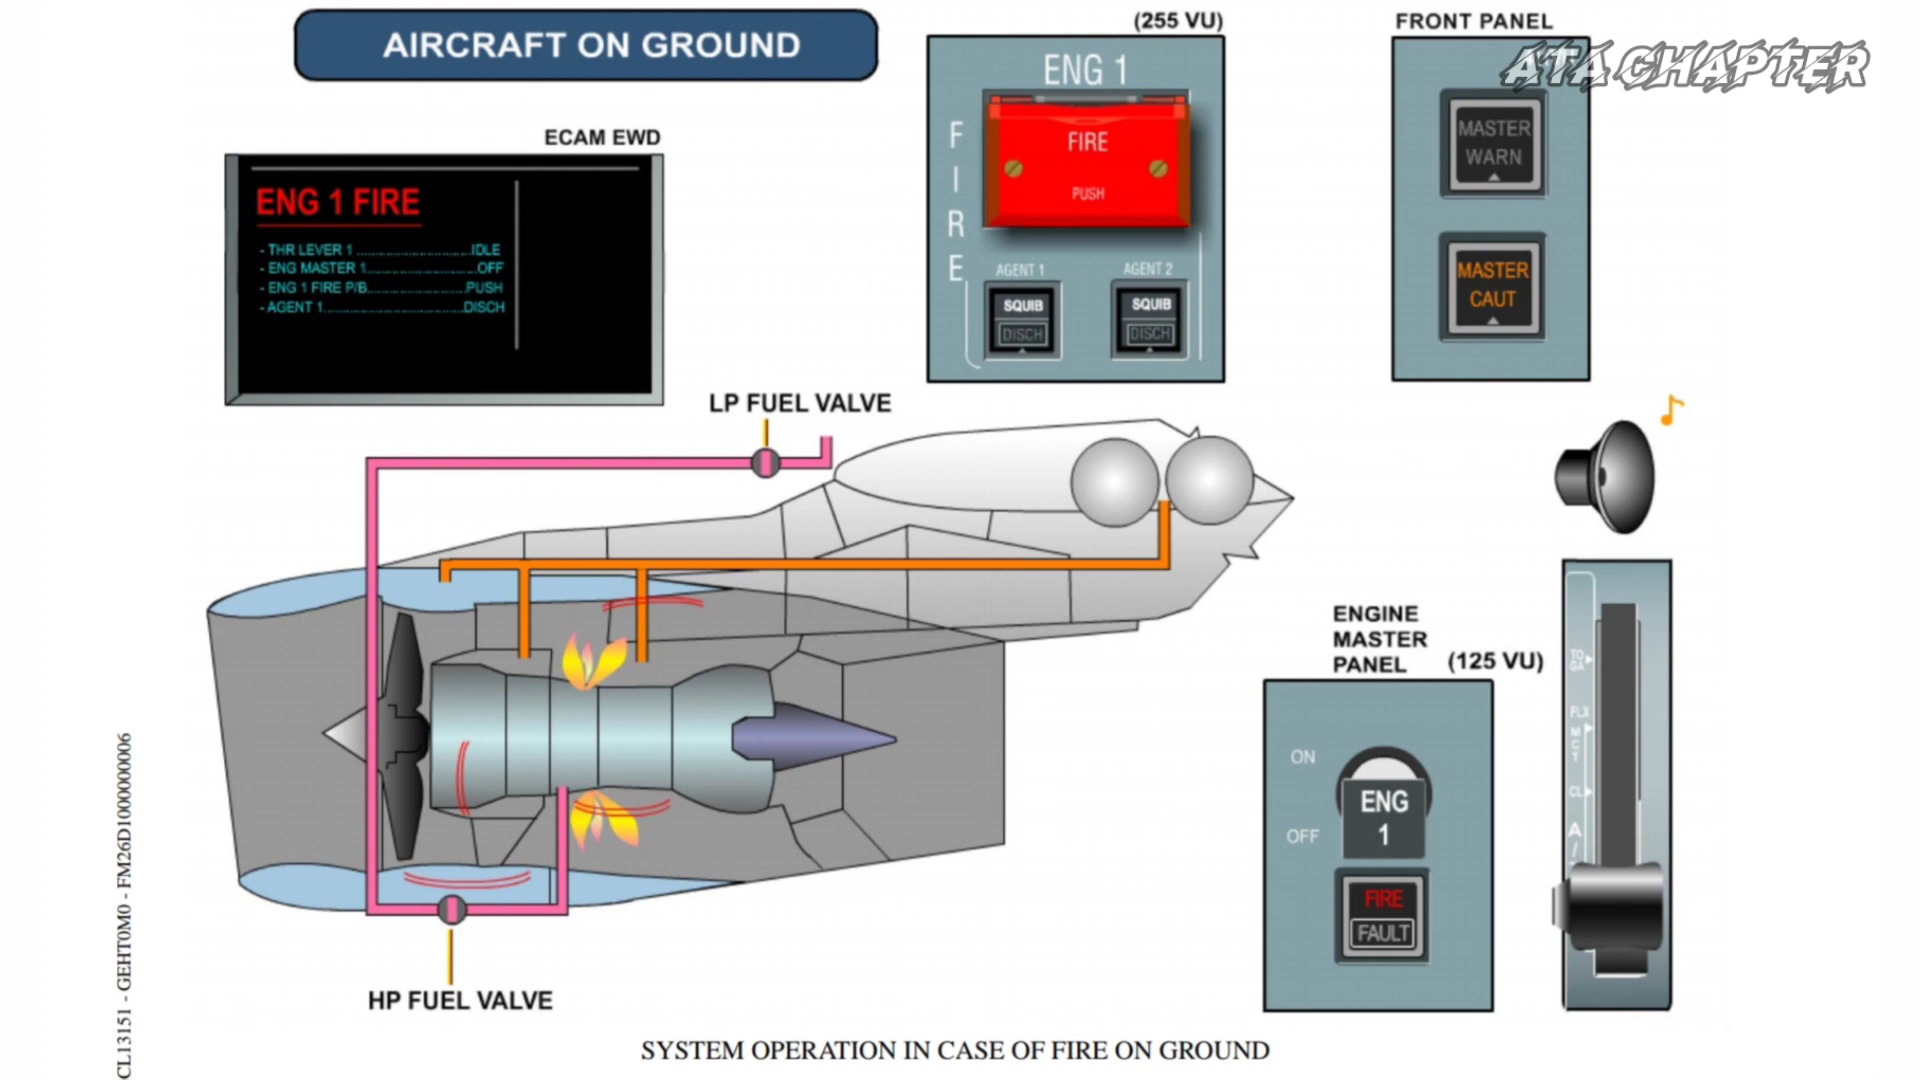 AIRCRAFT ON GROUND
(255 VU)
FRONT PANEL
ATA CHAPTER
ECAM EWD
ENG 1 FIRE
- THR LEVER 1 ........................IDLE
- ENG MASTER 1........................OFF
- ENG 1 FIRE P/B.....................PUSH
- AGENT 1...........................DISCH
ENG 1
FIRE
FIRE
PUSH
AGENT 1
AGENT 2
SQUIB
DISCH
SQUIB
DISCH
MASTER
WARN
MASTER
CAUT
LP FUEL VALVE
HP FUEL VALVE
ENGINE
MASTER
PANEL
(125 VU)
ON
OFF
ENG
1
FIRE
FAULT
TO
GA
FLX
MCT
CL
A/
CL13151 - GEHT0M0 - FM26D1000000006
SYSTEM OPERATION IN CASE OF FIRE ON GROUND